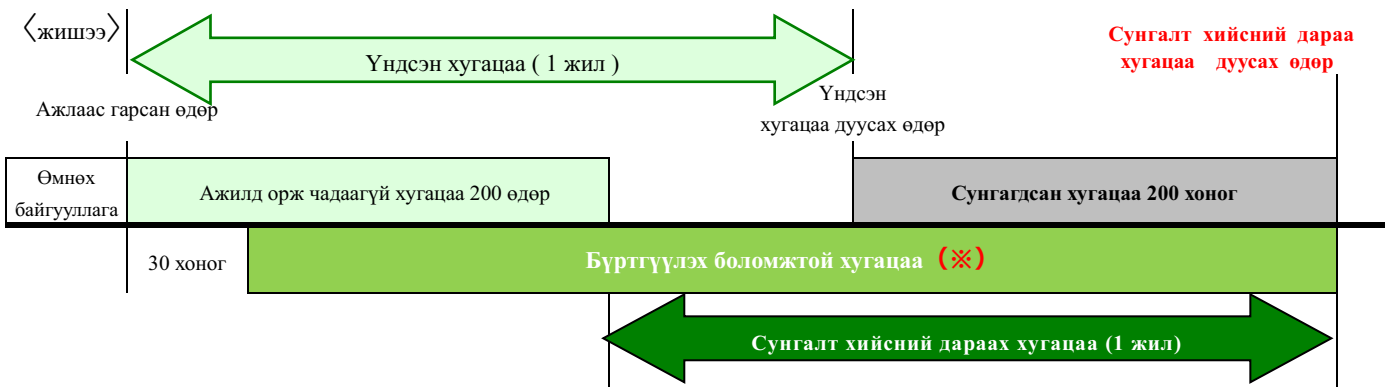 〈жишээ〉
Үндсэн хугацаа ( 1 жил )
Сунгалт хийсний дараа
хугацаа дуусах өдөр
Ажлаас гарсан өдөр
Үндсэн
хугацаа дуусах өдөр
Өмнөх
байгууллага
Ажилд орж чадаагүй хугацаа 200 өдөр
Сунгагдсан хугацаа 200 хоног
30 хоног
Бүртгүүлэх боломжтой хугацаа（※）
Сунгалт хийсний дараах хугацаа (1 жил)